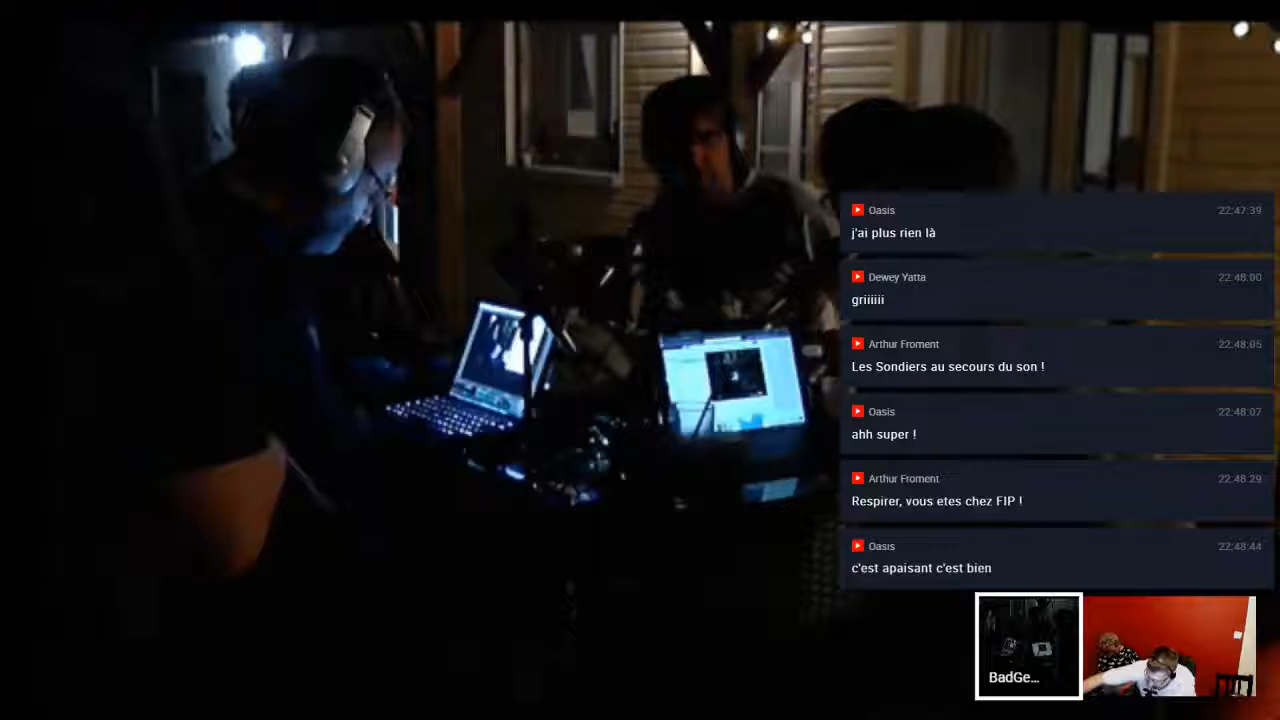 Oasis 22:47:39
j'ai plus rien là
Dewey Yatta 22:48:00
griiiiii
Arthur Froment 22:48:05
Les Sondiers au secours du son !
Oasis 22:48:07
ahh super !
Arthur Froment 22:48:29
Respirer, vous etes chez FIP !
Oasis 22:48:44
c'est apaisant c'est bien
BadGe...